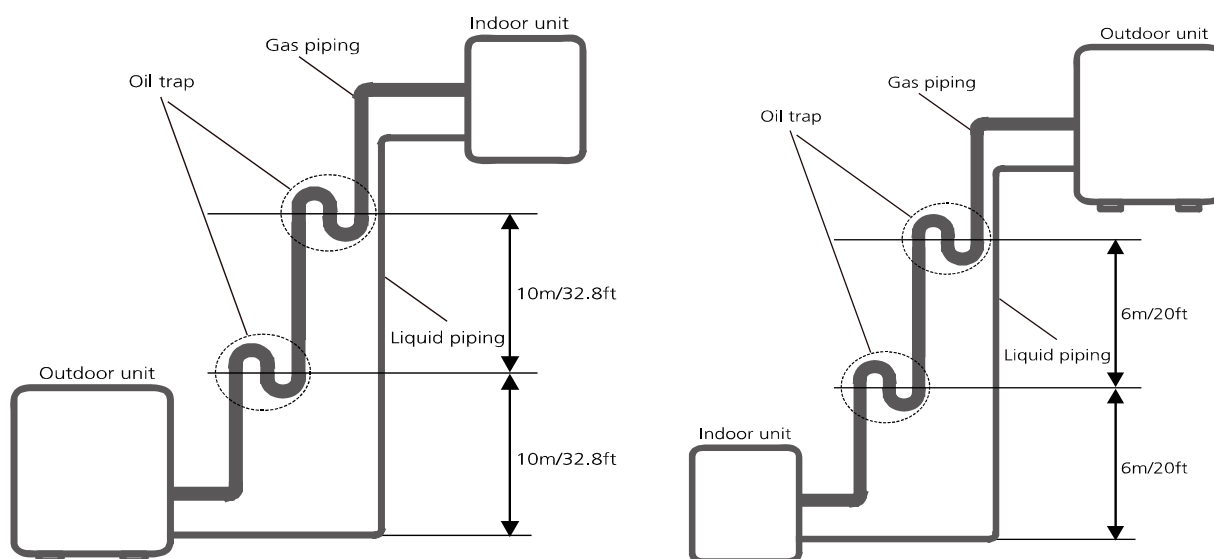 Indoor unit
Gas piping
Oil trap
10m/32.8ft
Liquid piping
Outdoor unit
10m/32.8ft
Outdoor unit
Gas piping
Oil trap
6m/20ft
Liquid piping
Indoor unit
6m/20ft